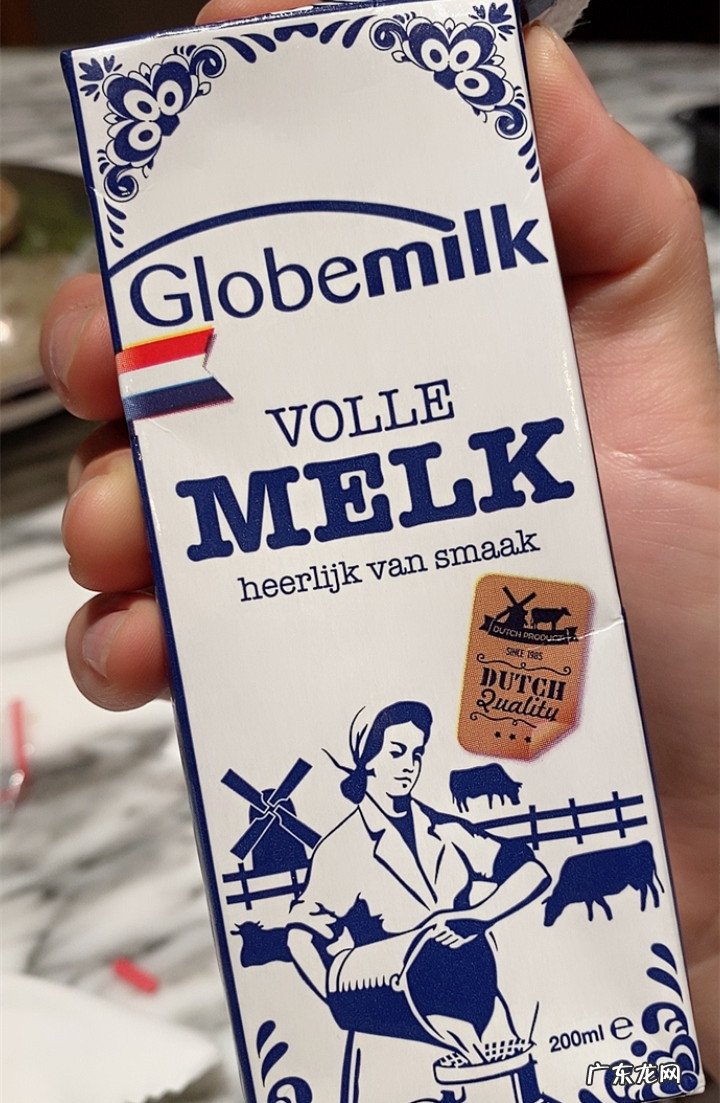 Globemilk
VOLLE
MELK
heerlijk van smaak
DUTCH PRODUCT
SINCE 1985
DUTCH
Quality
200ml e
广东龙网